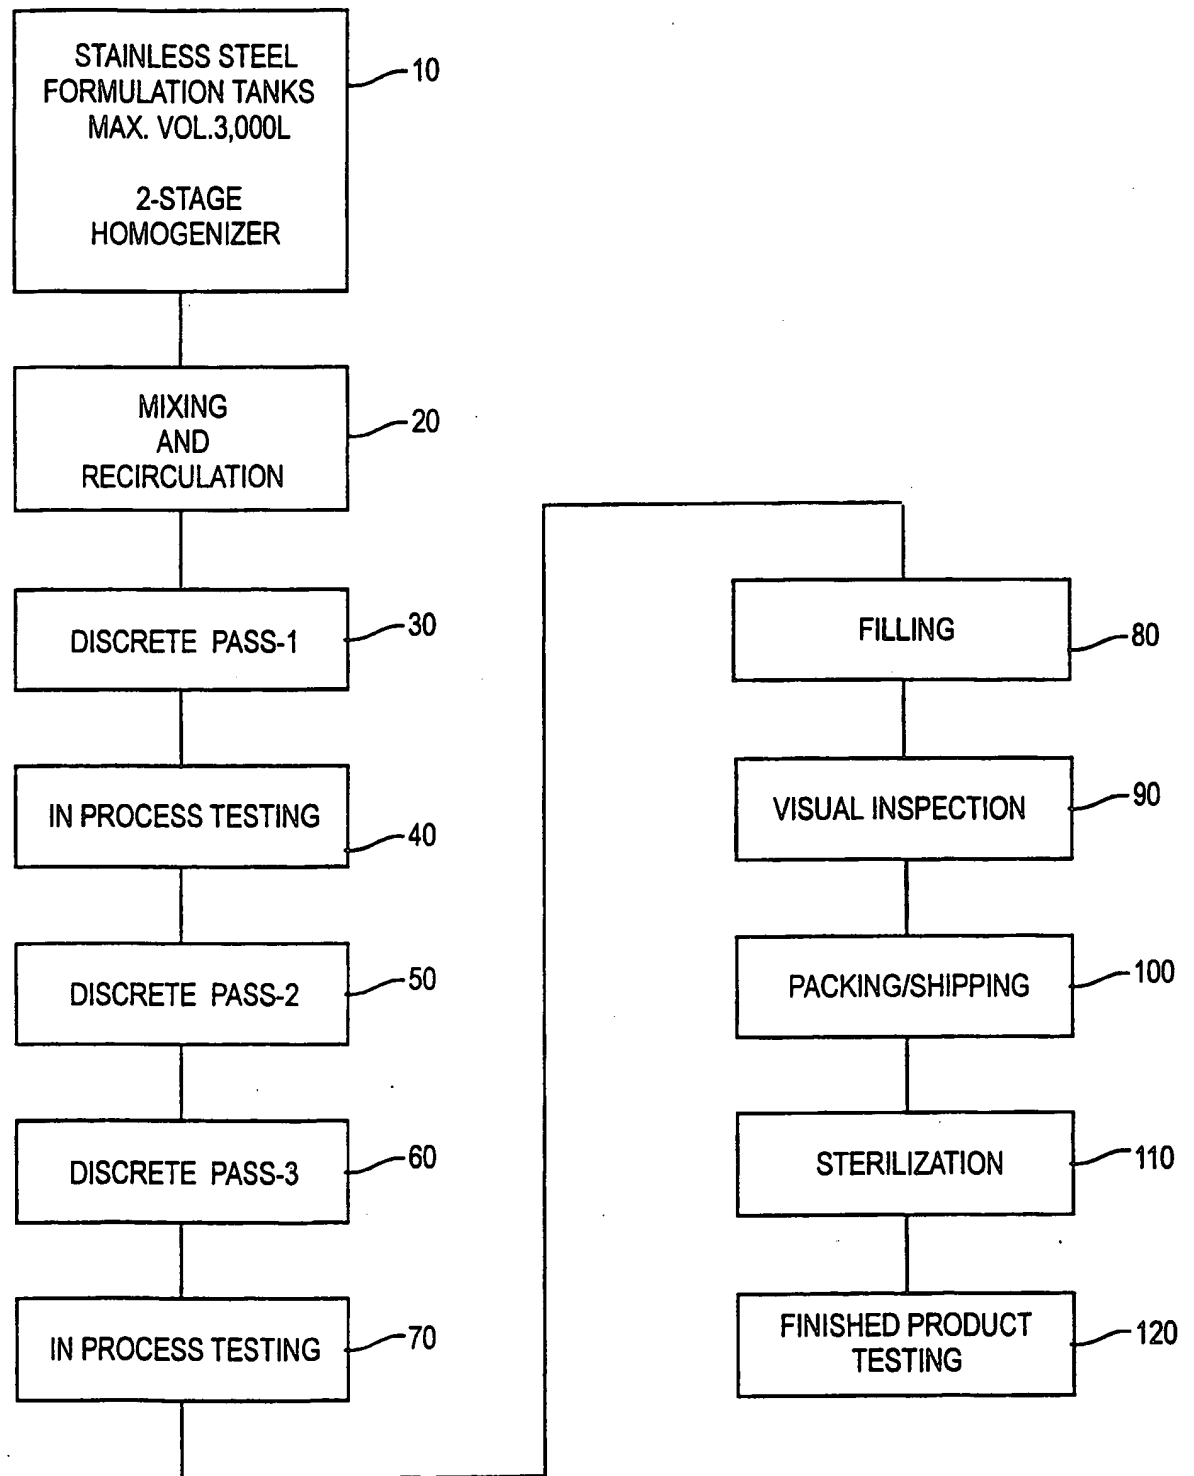 STAINLESS STEEL
FORMULATION TANKS
MAX. VOL.3,000L
2-STAGE
HOMOGENIZER
10
MIXING
AND
RECIRCULATION
20
DISCRETE PASS-1
30
IN PROCESS TESTING
40
DISCRETE PASS-2
50
DISCRETE PASS-3
60
IN PROCESS TESTING
70
FILLING
80
VISUAL INSPECTION
90
PACKING/SHIPPING
100
STERILIZATION
110
FINISHED PRODUCT
TESTING
120